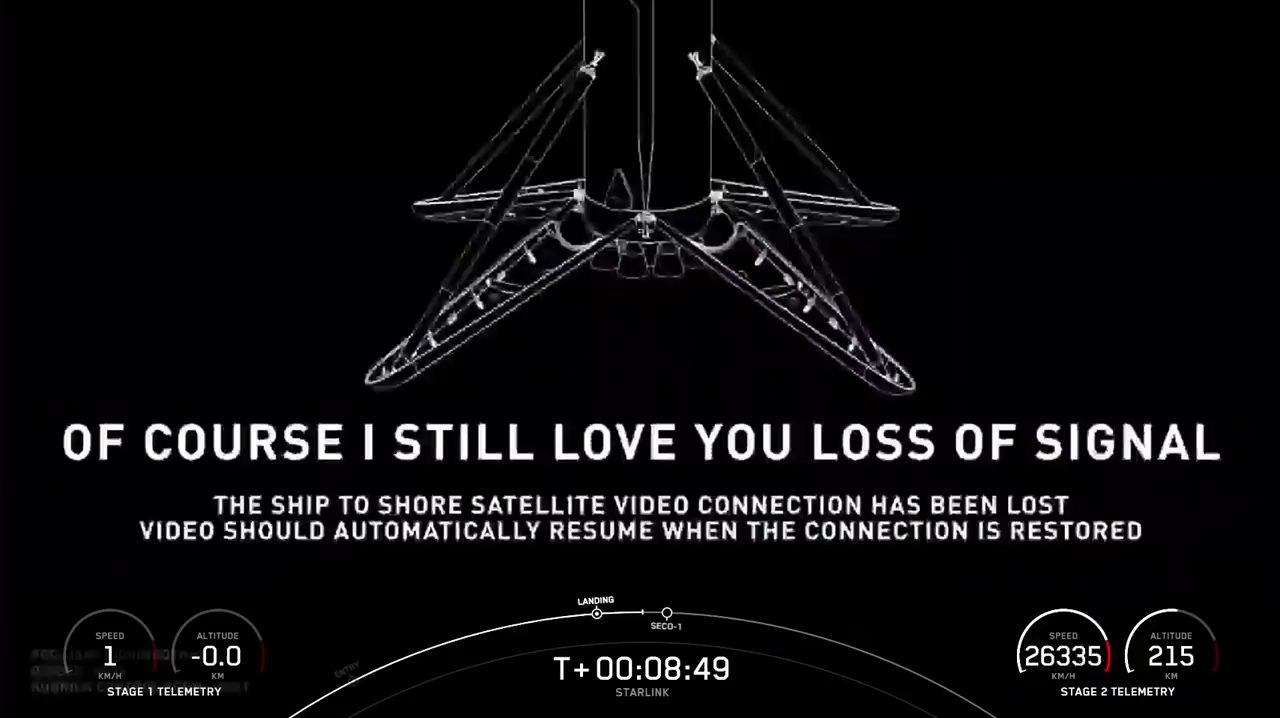 OF COURSE I STILL LOVE YOU LOSS OF SIGNAL
THE SHIP TO SHORE SATELLITE VIDEO CONNECTION HAS BEEN LOST
VIDEO SHOULD AUTOMATICALLY RESUME WHEN THE CONNECTION IS RESTORED
LANDING
SECO-1
ENTRY
SPEED
1
KM/H
ALTITUDE
-0.0
KM
STAGE 1 TELEMETRY
T+00:08:49
STARLINK
SPEED
26335
KM/H
ALTITUDE
215
KM
STAGE 2 TELEMETRY